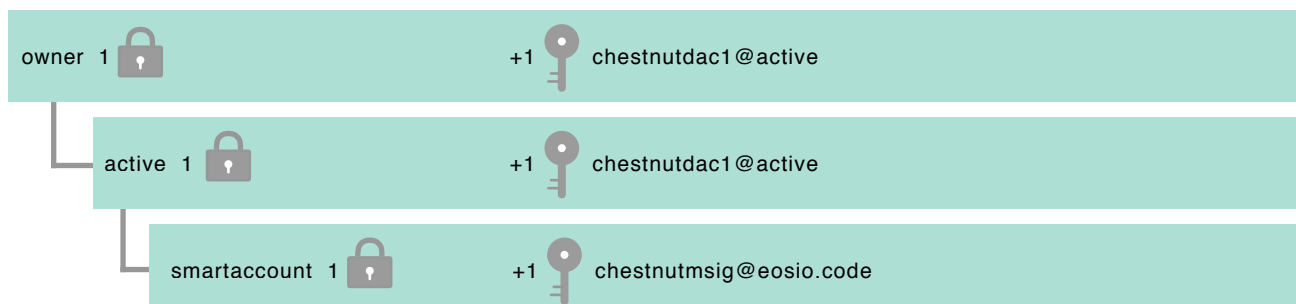 owner 1 +1 chestnutdac1@active
active 1 +1 chestnutdac1@active
smartaccount 1 +1 chestnutmsig@eosio.code